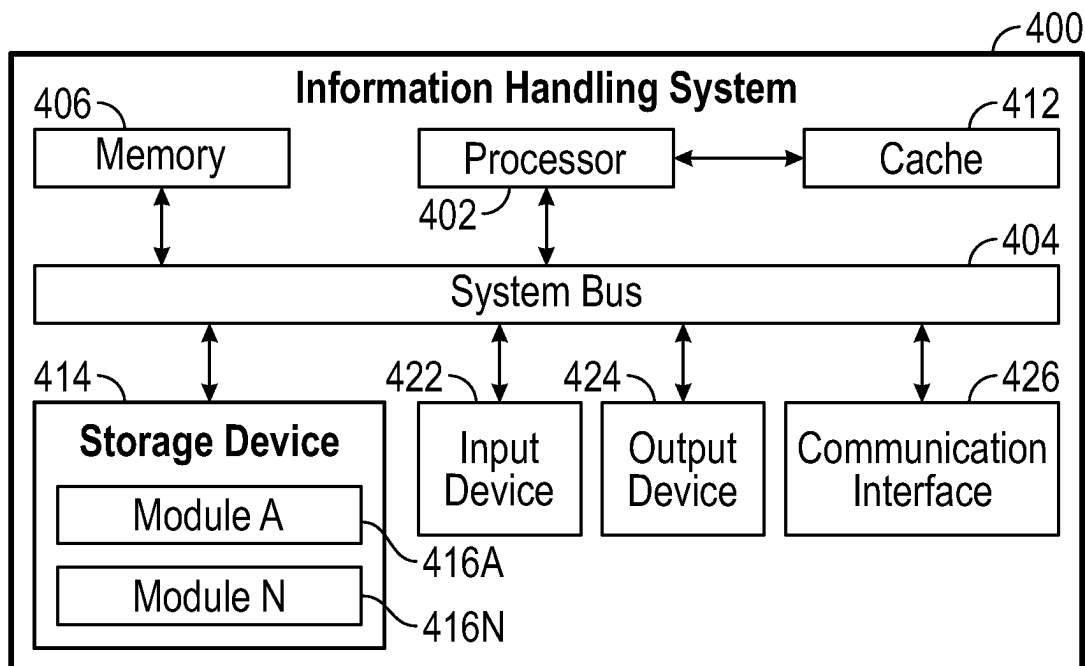 400
Information Handling System
406
412
Memory
Processor
Cache
402
404
System Bus
414
422
424
426
Storage Device
Input
Device
Output
Device
Communication
Interface
Module A
416A
Module N
416N